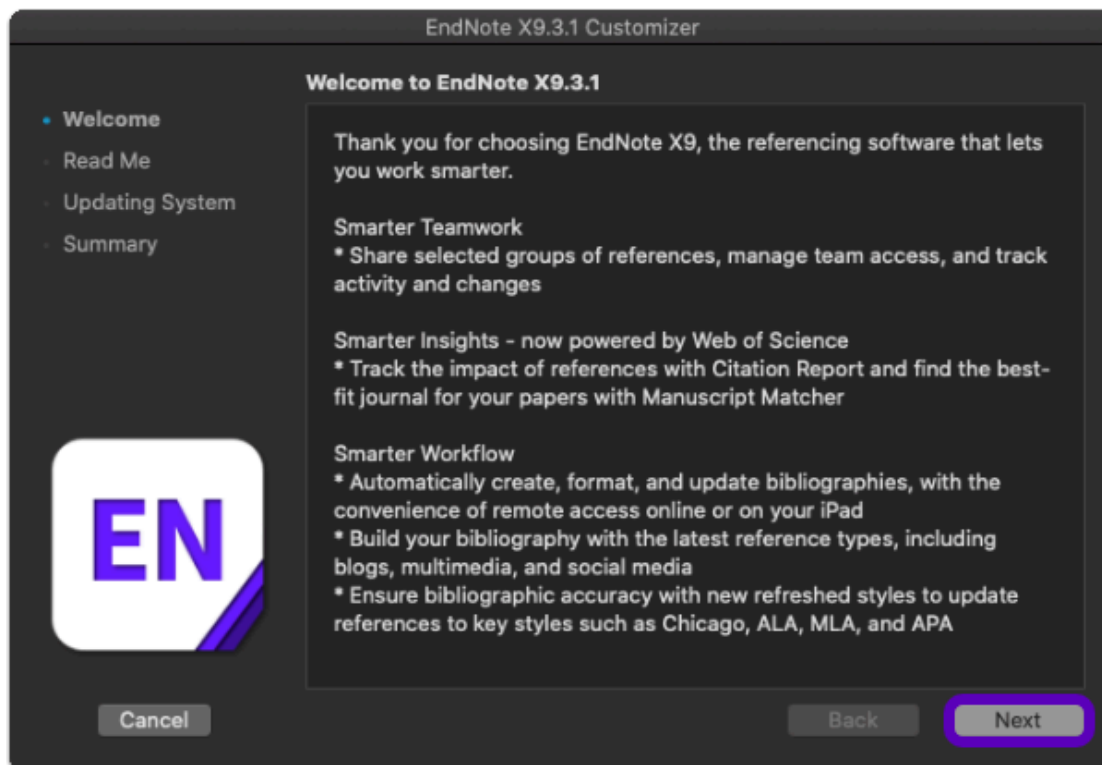 EndNote X9.3.1 Customizer
Welcome to EndNote X9.3.1
Welcome
Read Me
Updating System
Summary
Thank you for choosing EndNote X9, the referencing software that lets
you work smarter.
Smarter Teamwork
* Share selected groups of references, manage team access, and track
activity and changes
Smarter Insights - now powered by Web of Science
* Track the impact of references with Citation Report and find the best-
fit journal for your papers with Manuscript Matcher
Smarter Workflow
* Automatically create, format, and update bibliographies, with the
convenience of remote access online or on your iPad
* Build your bibliography with the latest reference types, including
blogs, multimedia, and social media
* Ensure bibliographic accuracy with new refreshed styles to update
references to key styles such as Chicago, ALA, MLA, and APA
EN
Cancel
Back
Next